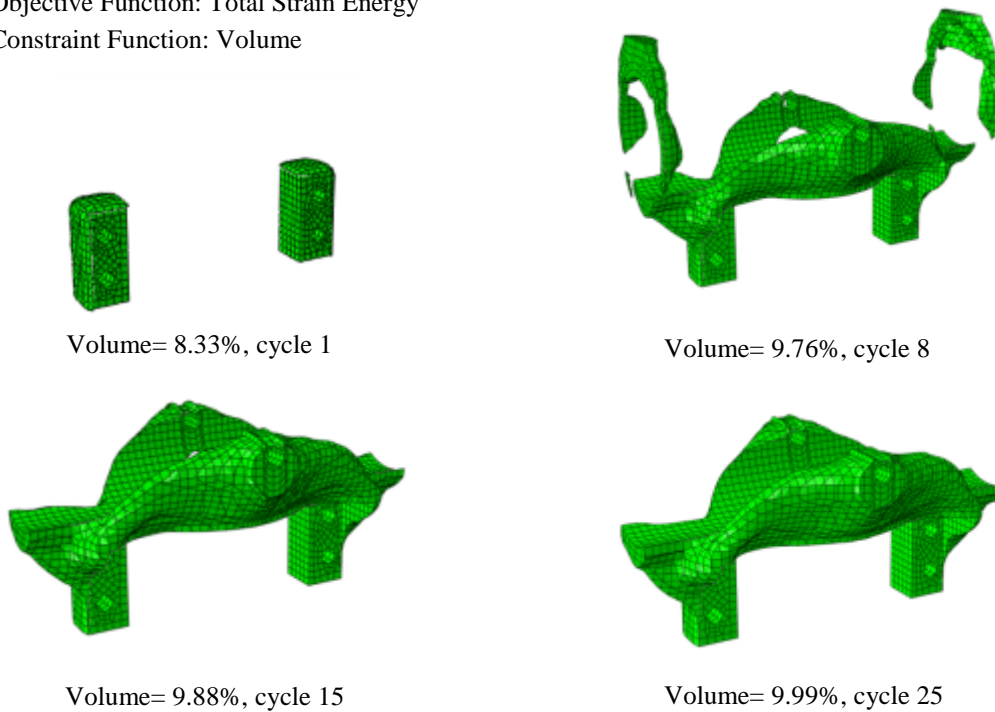 Objective Function: Total Strain Energy
Constraint Function: Volume
Volume= 8.33%, cycle 1
Volume= 9.76%, cycle 8
Volume= 9.88%, cycle 15
Volume= 9.99%, cycle 25